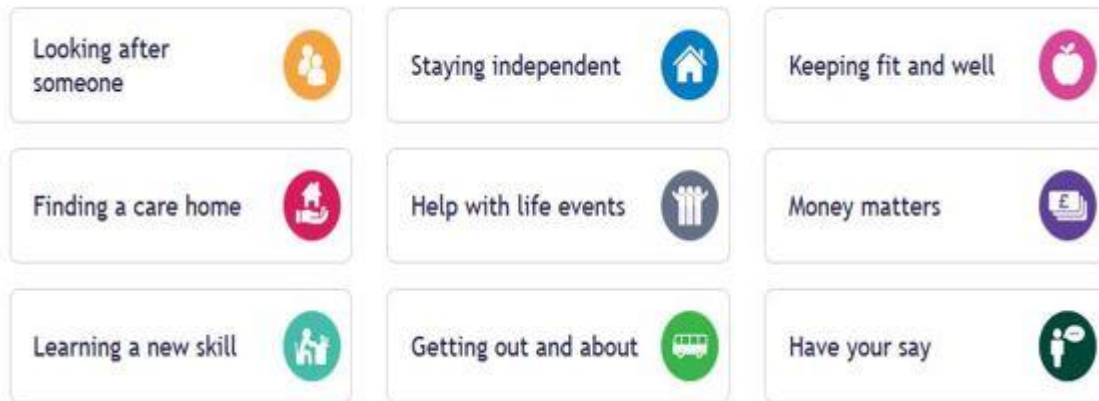 Looking after
someone
Staying independent
Keeping fit and well
Finding a care home
Help with life events
Money matters
£
Learning a new skill
Getting out and about
Have your say